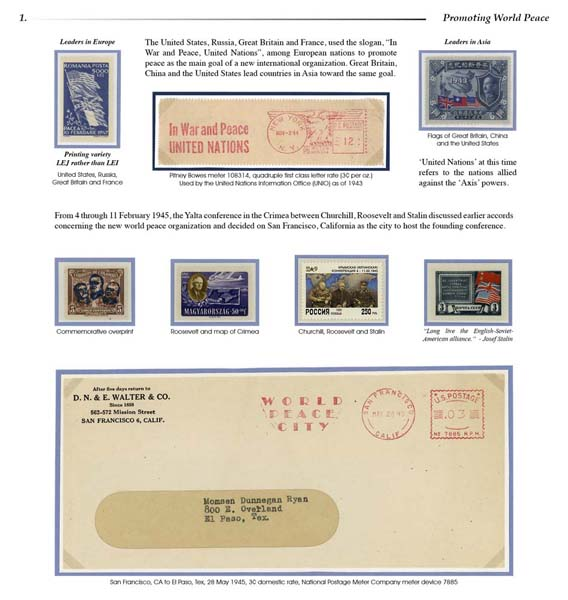 1.
Promoting World Peace
Leaders in Europe
The United States, Russia, Great Britain and France, used the slogan, "In
War and Peace, United Nations", among European nations to promote
peace as the main goal of a new international organization. Great Britain,
China and the United States lead countries in Asia toward the same goal.
Leaders in Asia
ROMANIA POSTA
5000
LEJ
PACEA
10 FEBRUARIE 1947
Printing variety
LEJ rather than LEI
United States, Russia,
Great Britain and France
In War and Peace
UNITED NATIONS
NEW YORK
N.Y.
U.S. POSTAGE
12
Pitney Bowes meter 108314, quadruple first class letter rate (30 per oz.)
Used by the United Nations Information Office (UNIO) as of 1943
1943
Flags of Great Britain, China
and the United States
'United Nations' at this time
refers to the nations allied
against the 'Axis' powers.
From 4 through 11 February 1945, the Yalta conference in the Crimea between Churchill, Roosevelt and Stalin discussed earlier accords
concerning the new world peace organization and decided on San Francisco, California as the city to host the founding conference.
MAGYARORSZÁG-50
РОССИЯ
250
3
3
Commemorative overprint
Roosevelt and map of Crimea
Churchill, Roosevelt and Stalin
"Long live the English-Soviet-
American alliance." - Josef Stalin
After five days return to
D. N. & E. WALTER & CO.
Since 1858
562-572 Mission Street
SAN FRANCISCO 5, CALIF.
WORLD
PEACE
CITY
SAN FRANCISCO
MAY 28 45
CALIF.
U.S. POSTAGE
.03
NO 7885 N.P.M.
Momsen Dunnegan Ryan
800 E. Overland
El Paso, Tex.
San Francisco, CA to El Paso, Tex, 28 May 1945, 30 domestic rate, National Postage Meter Company meter device 7885